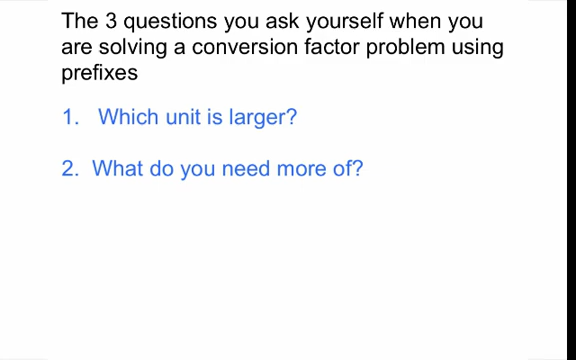 The 3 questions you ask yourself when you
are solving a conversion factor problem using
prefixes
1. Which unit is larger?
2. What do you need more of?